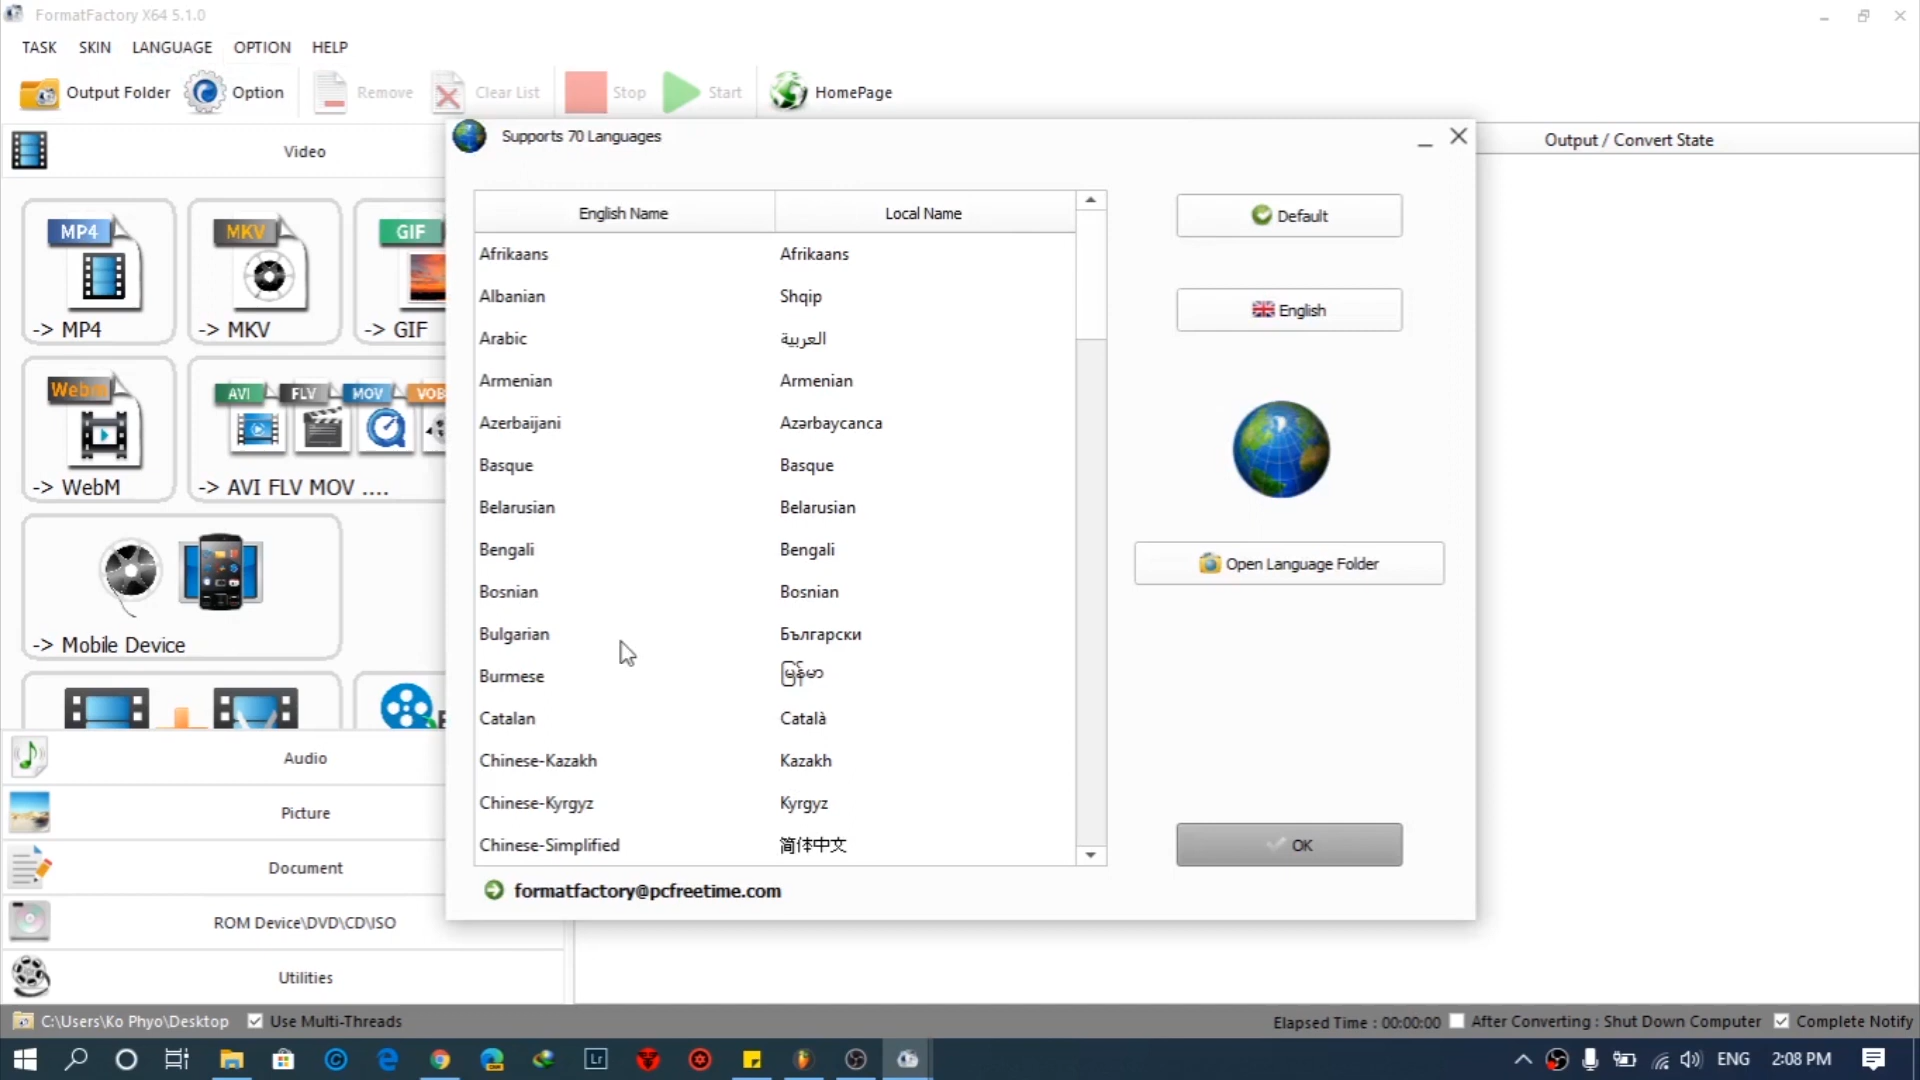 FormatFactory X64 5.1.0
TASK SKIN LANGUAGE OPTION HELP
Output Folder Option Remove Clear List Stop Start HomePage
Video
MP4
-> MP4
MKV
-> MKV
GIF
-> GIF
Webm
-> WebM
AVI FLV MOV VOB
-> AVI FLV MOV ....
-> Mobile Device
Audio
Picture
Document
ROM Device\DVD\CD\ISO
Utilities
Supports 70 Languages
English Name Local Name
Afrikaans Afrikaans
Albanian Shqip
Arabic العربية
Armenian Armenian
Azerbaijani Azərbaycanca
Basque Basque
Belarusian Belarusian
Bengali Bengali
Bosnian Bosnian
Bulgarian Български
Burmese မြန်မာ
Catalan Català
Chinese-Kazakh Kazakh
Chinese-Kyrgyz Kyrgyz
Chinese-Simplified 简体中文
formatfactory@pcfreetime.com
Default
English
Open Language Folder
OK
Output / Convert State
C:\Users\Ko Phyo\Desktop Use Multi-Threads Elapsed Time : 00:00:00 After Converting : Shut Down Computer Complete Notify
Lr ENG 2:08 PM